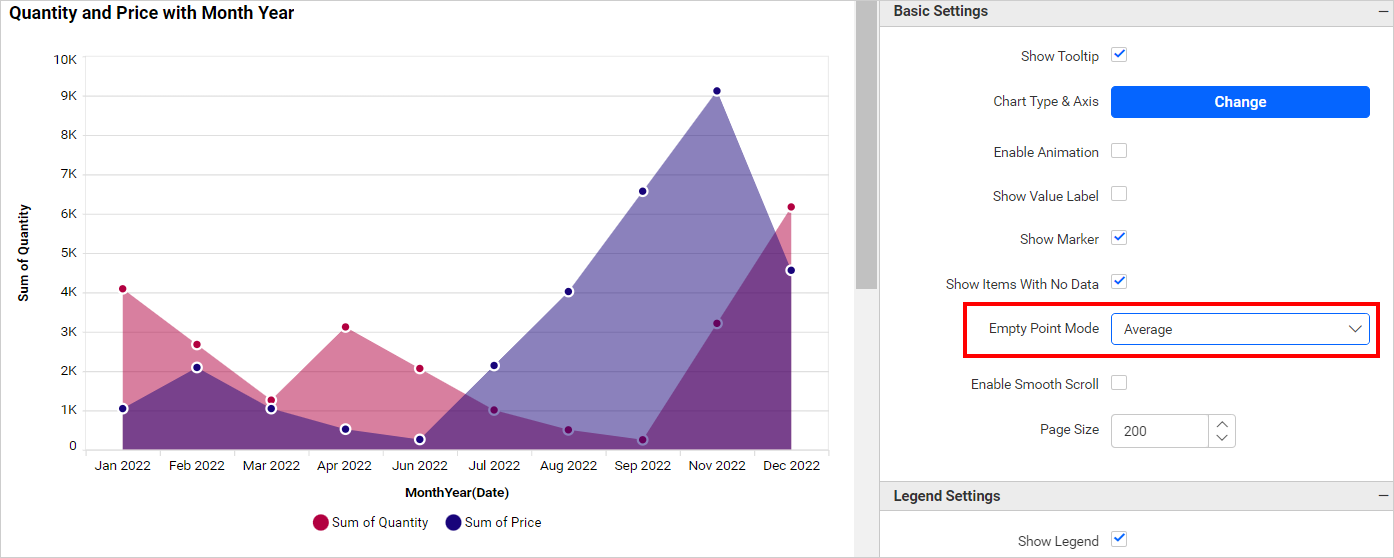 Quantity and Price with Month Year
10K
9K
8K
7K
6K
5K
4K
3K
2K
1K
0
Sum of Quantity
Jan 2022 Feb 2022 Mar 2022 Apr 2022 Jun 2022 Jul 2022 Aug 2022 Sep 2022 Nov 2022 Dec 2022
MonthYear(Date)
Sum of Quantity Sum of Price
Basic Settings
Show Tooltip
Chart Type & Axis Change
Enable Animation
Show Value Label
Show Marker
Show Items With No Data
Empty Point Mode Average
Enable Smooth Scroll
Page Size 200
Legend Settings
Show Legend